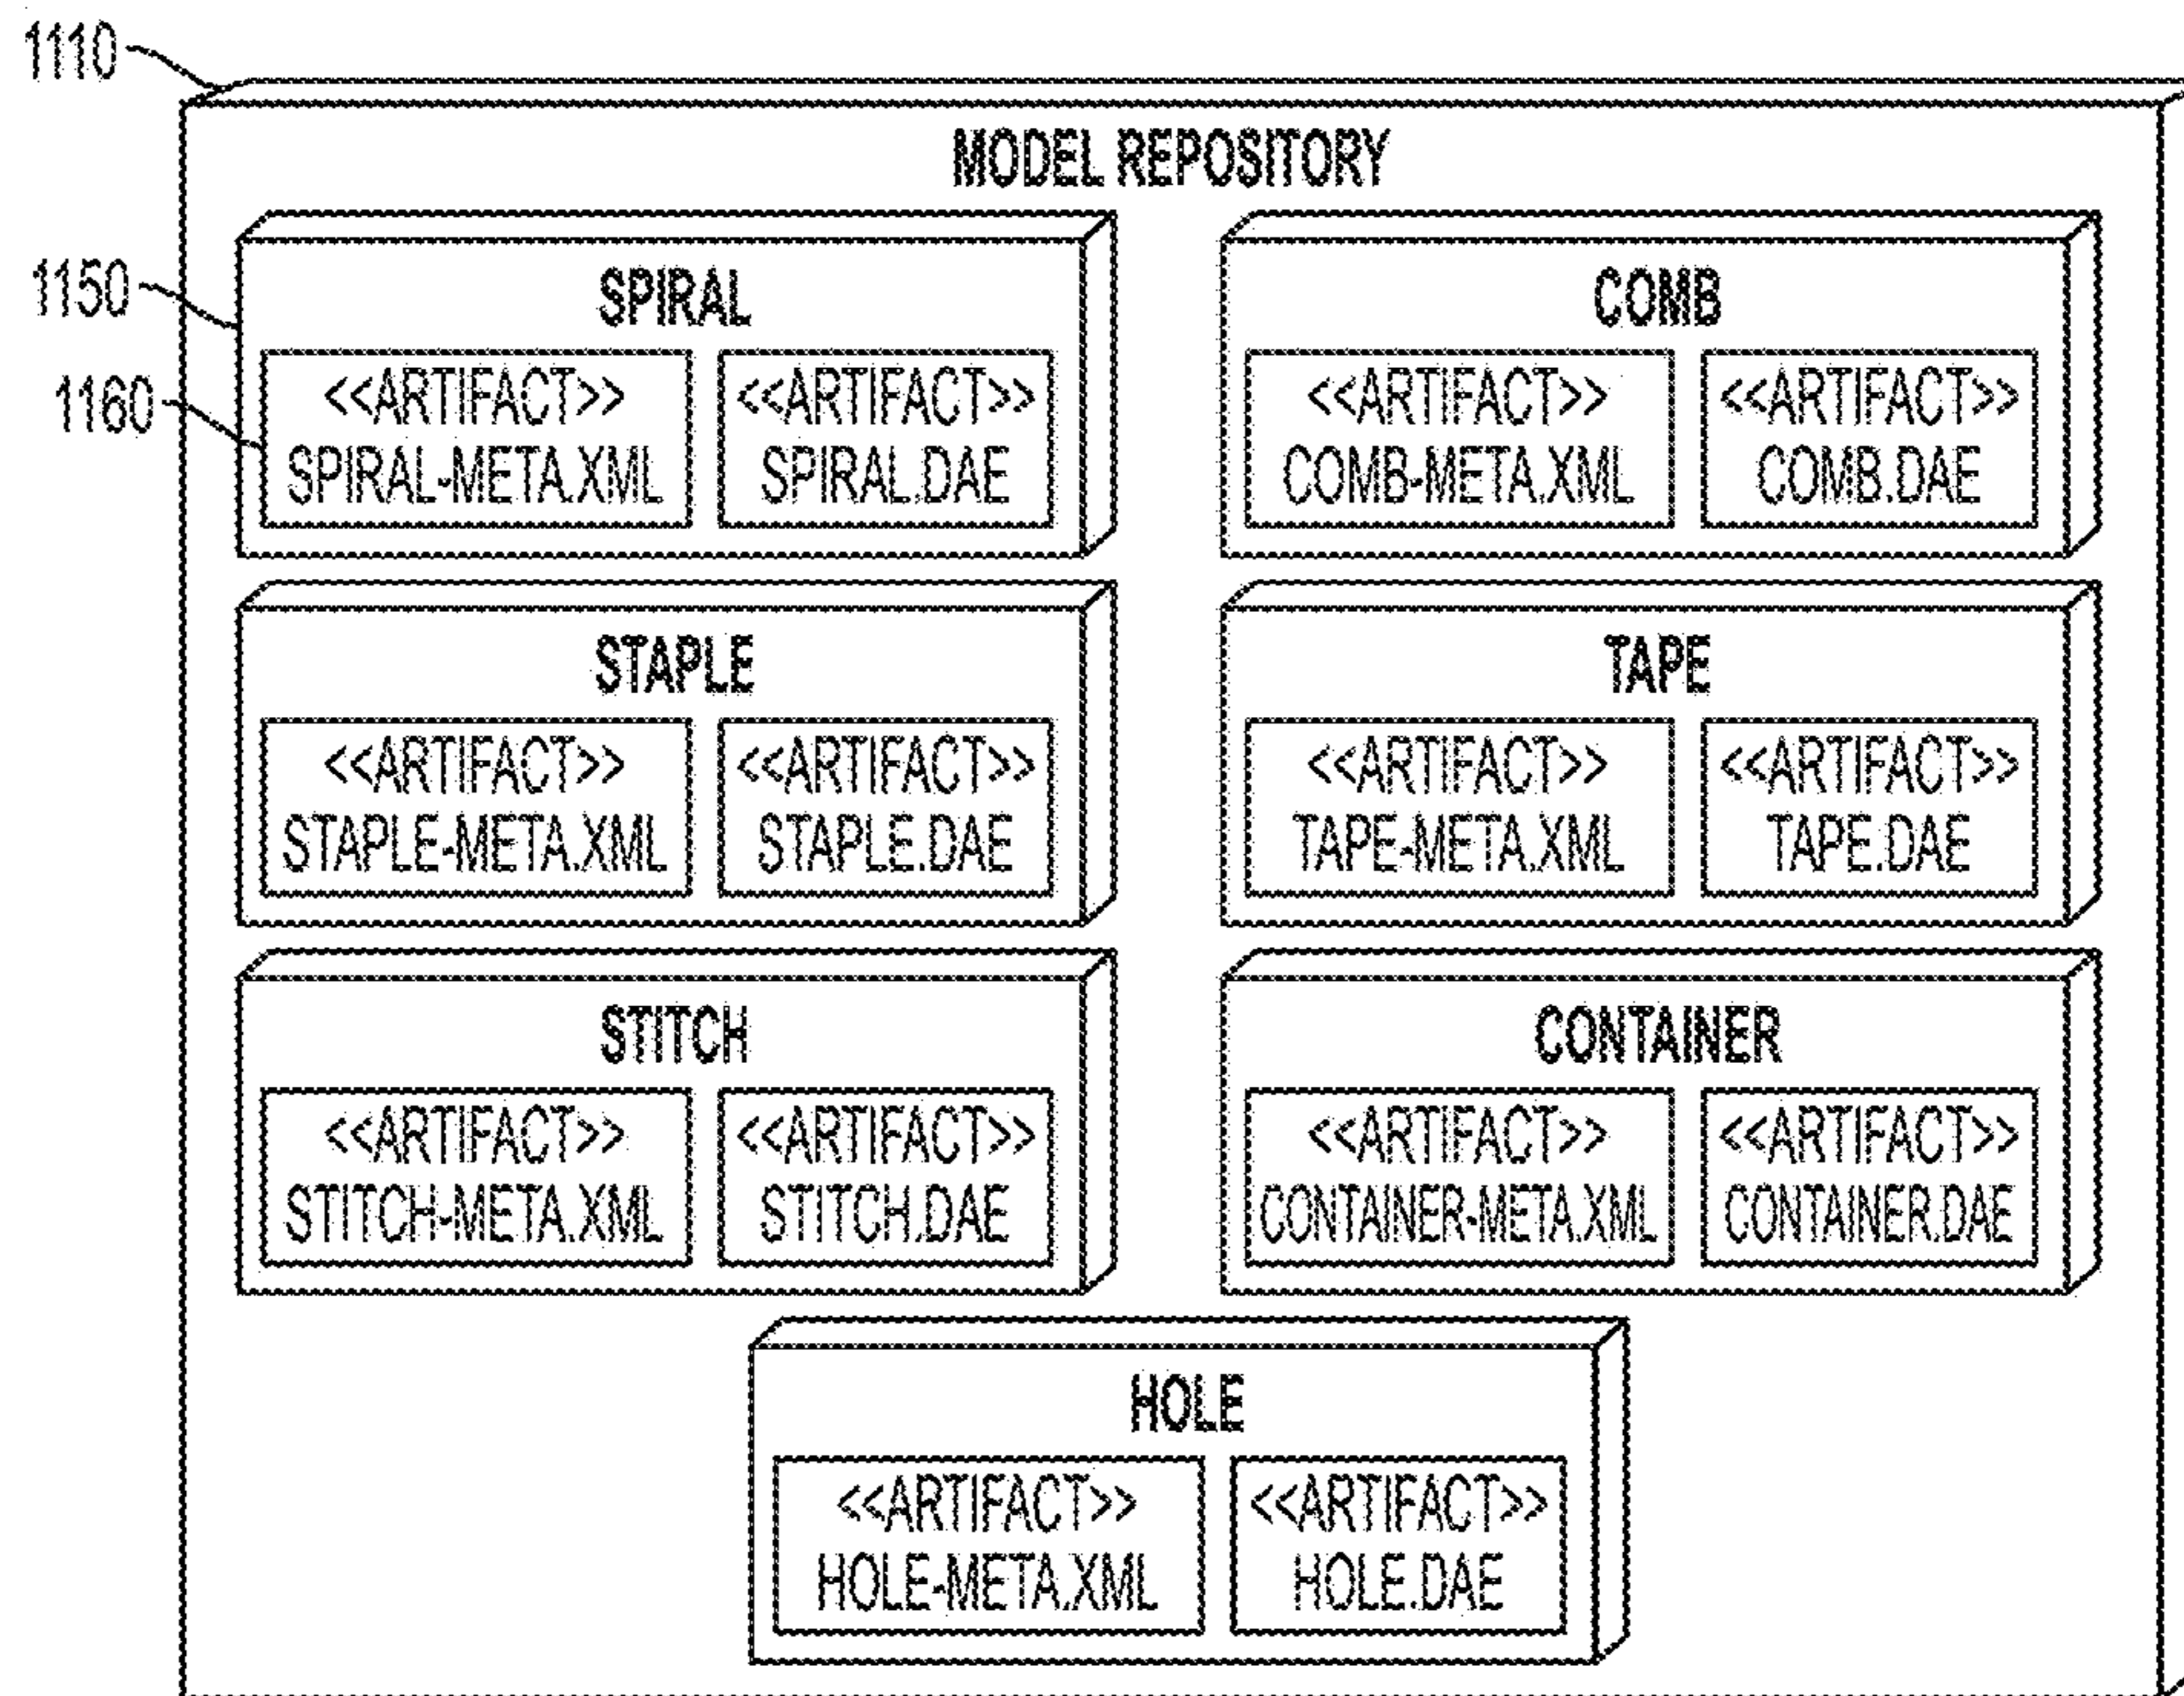 1110
MODEL REPOSITORY
1150
SPIRAL
1160
<<ARTIFACT>>
SPIRAL-META.XML
<<ARTIFACT>>
SPIRAL.DAE
COMB
<<ARTIFACT>>
COMB-META.XML
<<ARTIFACT>>
COMB.DAE
STAPLE
<<ARTIFACT>>
STAPLE-META.XML
<<ARTIFACT>>
STAPLE.DAE
TAPE
<<ARTIFACT>>
TAPE-META.XML
<<ARTIFACT>>
TAPE.DAE
STITCH
<<ARTIFACT>>
STITCH-META.XML
<<ARTIFACT>>
STITCH.DAE
CONTAINER
<<ARTIFACT>>
CONTAINER-META.XML
<<ARTIFACT>>
CONTAINER.DAE
HOLE
<<ARTIFACT>>
HOLE-META.XML
<<ARTIFACT>>
HOLE.DAE